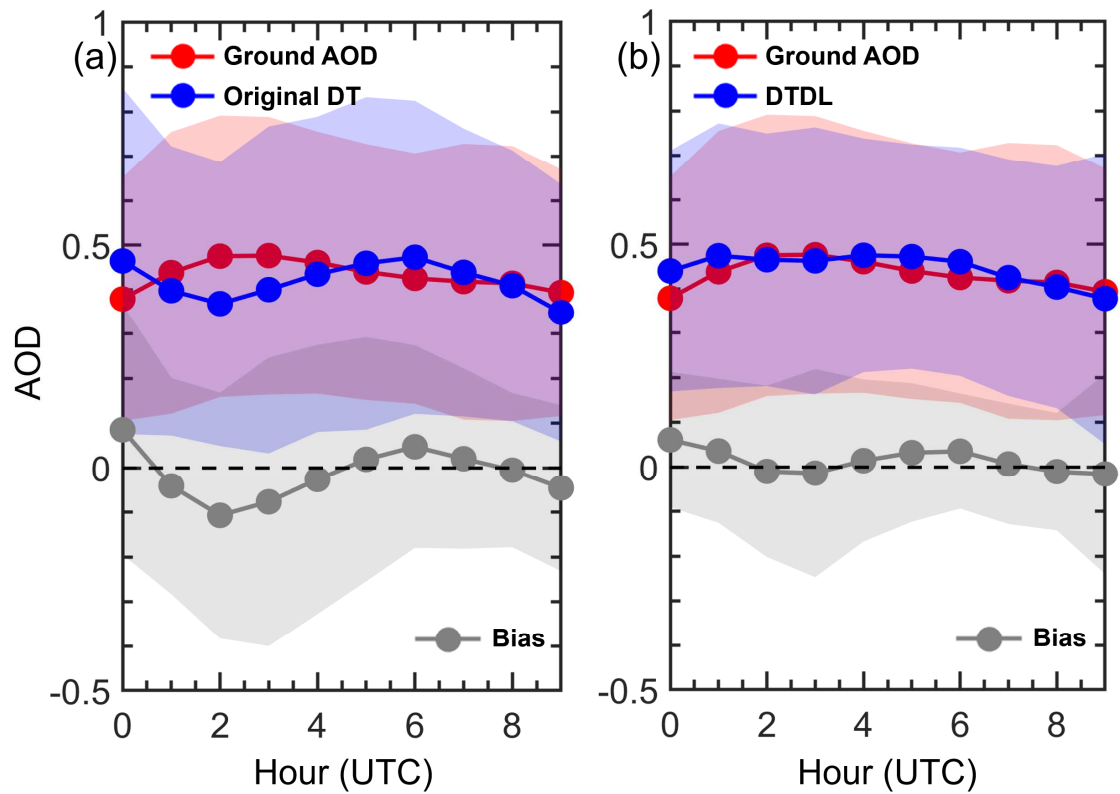 (a)
Ground AOD
Original DT
Bias
1
0.5
0
-0.5
0 2 4 6 8
Hour (UTC)
AOD
(b)
Ground AOD
DTDL
Bias
1
0.5
0
-0.5
0 2 4 6 8
Hour (UTC)